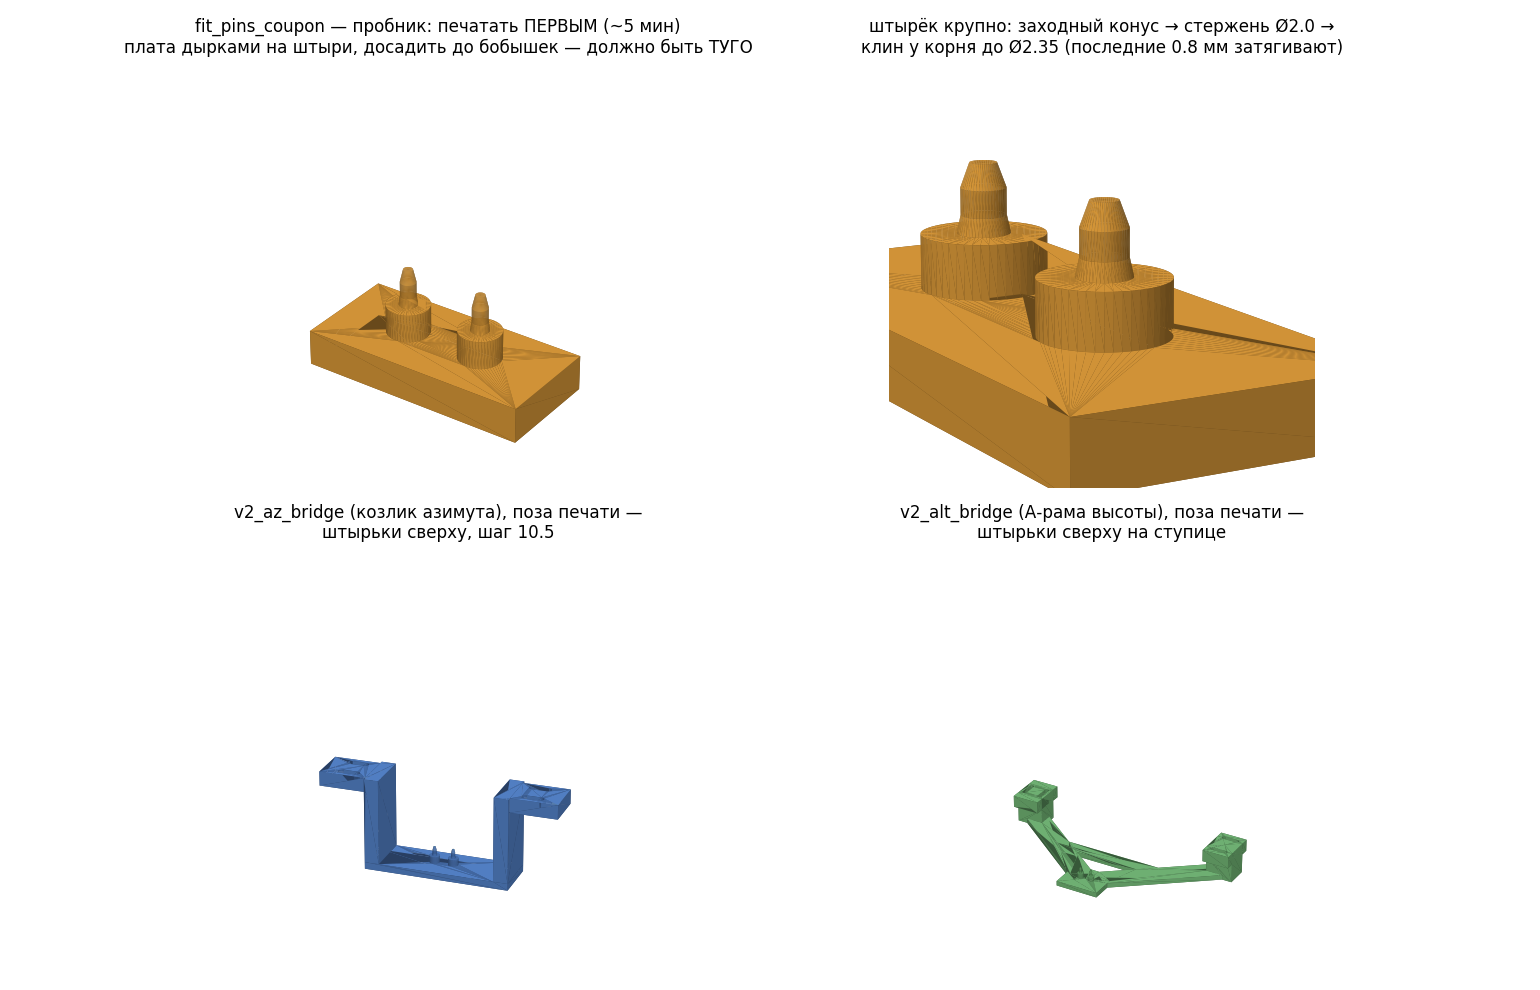 fit_pins_coupon — пробник: печатать ПЕРВЫМ (~5 мин)
плата дырками на штыри, досадить до бобышек — должно быть ТУГО
штырёк крупно: заходный конус → стержень Ø2.0 →
клин у корня до Ø2.35 (последние 0.8 мм затягивают)
v2_az_bridge (козлик азимута), поза печати —
штырьки сверху, шаг 10.5
v2_alt_bridge (А-рама высоты), поза печати —
штырьки сверху на ступице